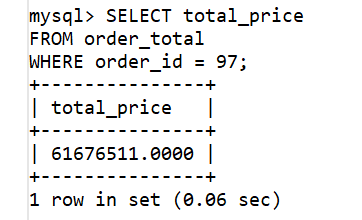 mysql> SELECT total_price
FROM order_total
WHERE order_id = 97;
+---------------+
| total_price   |
+---------------+
| 61676511.0000 |
+---------------+
1 row in set (0.06 sec)